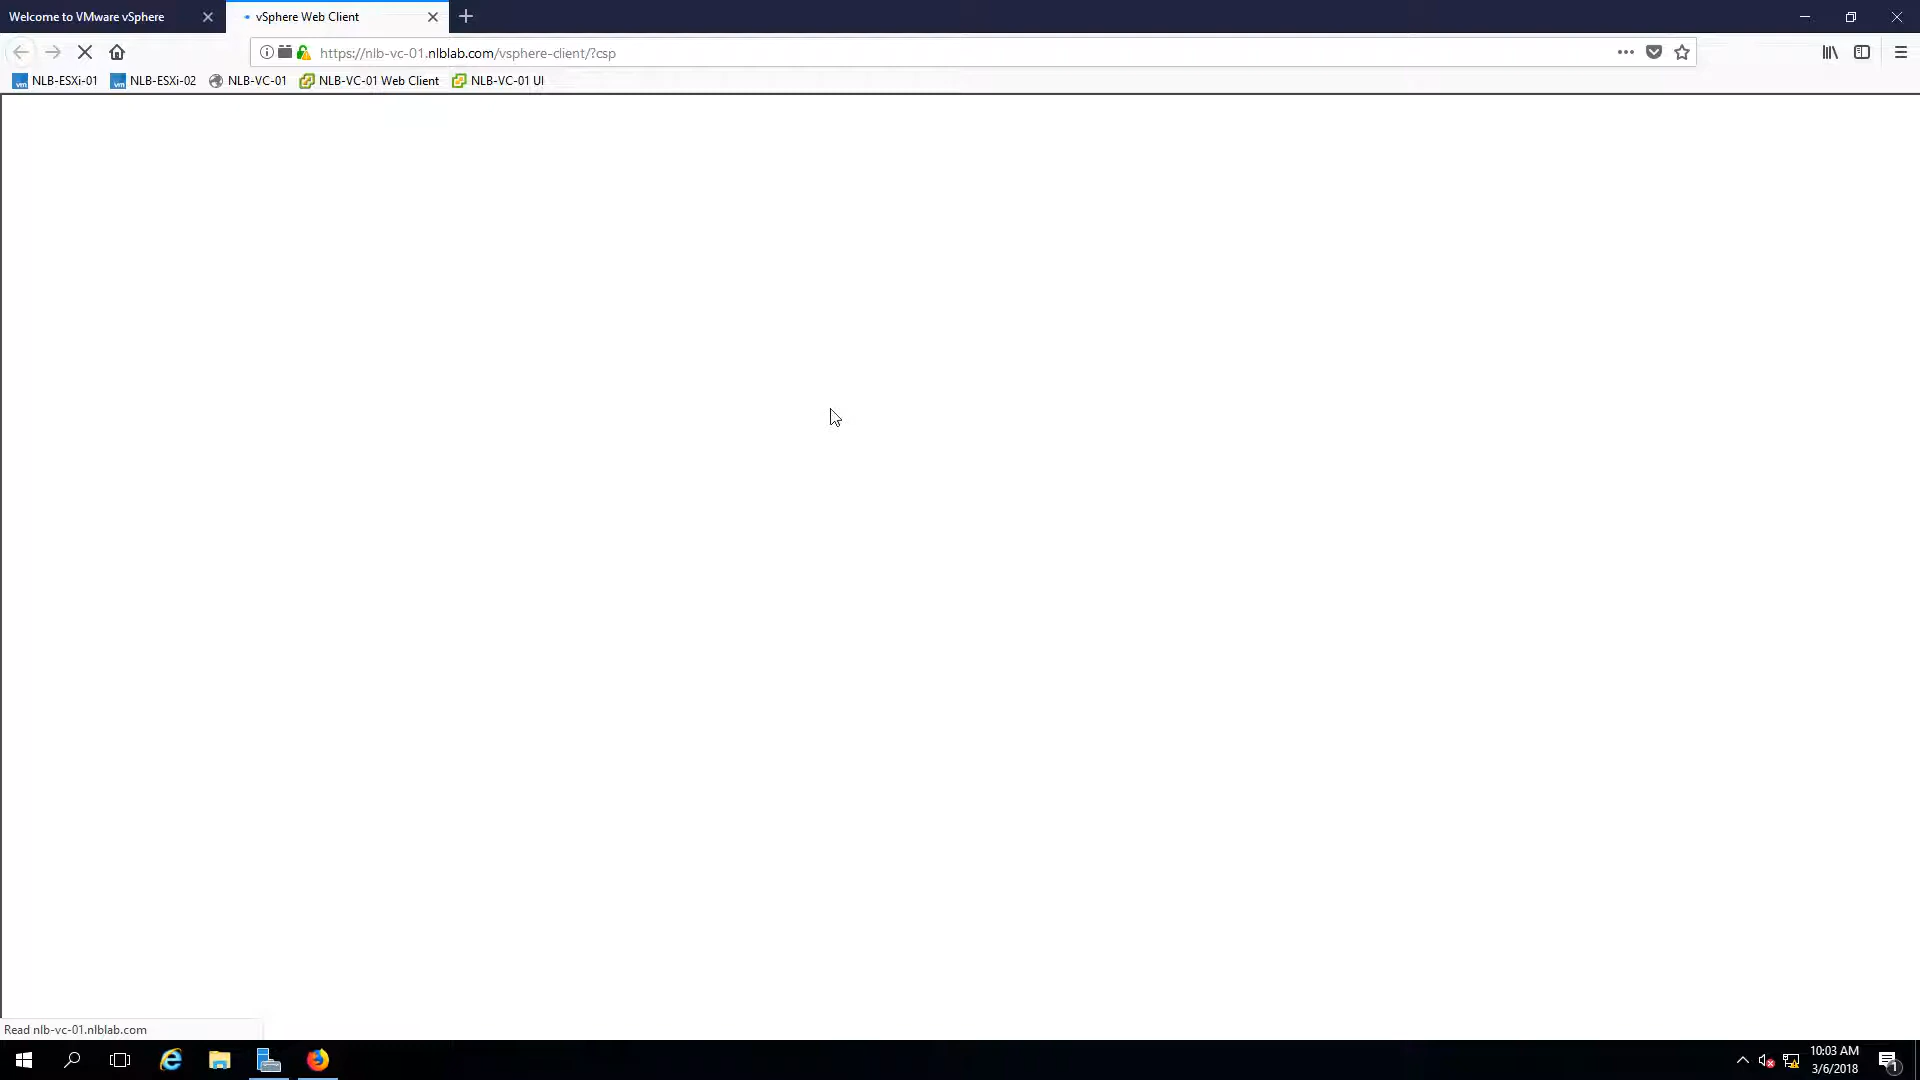 Welcome to VMware vSphere
vSphere Web Client
https://nlb-vc-01.nlblab.com/vsphere-client/?csp
NLB-ESXi-01
NLB-ESXi-02
NLB-VC-01
NLB-VC-01 Web Client
NLB-VC-01 UI
Read nlb-vc-01.nlblab.com
10:03 AM
3/6/2018
1